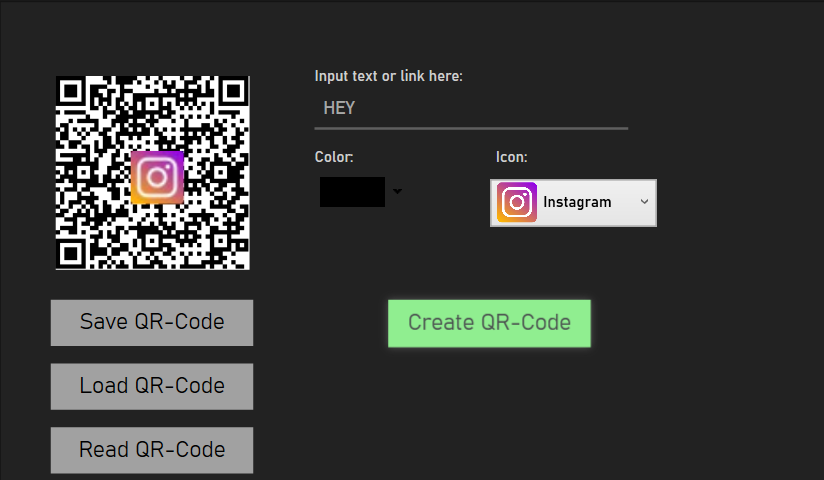 Input text or link here:
HEY
Color:
Icon:
Instagram
Save QR-Code
Create QR-Code
Load QR-Code
Read QR-Code